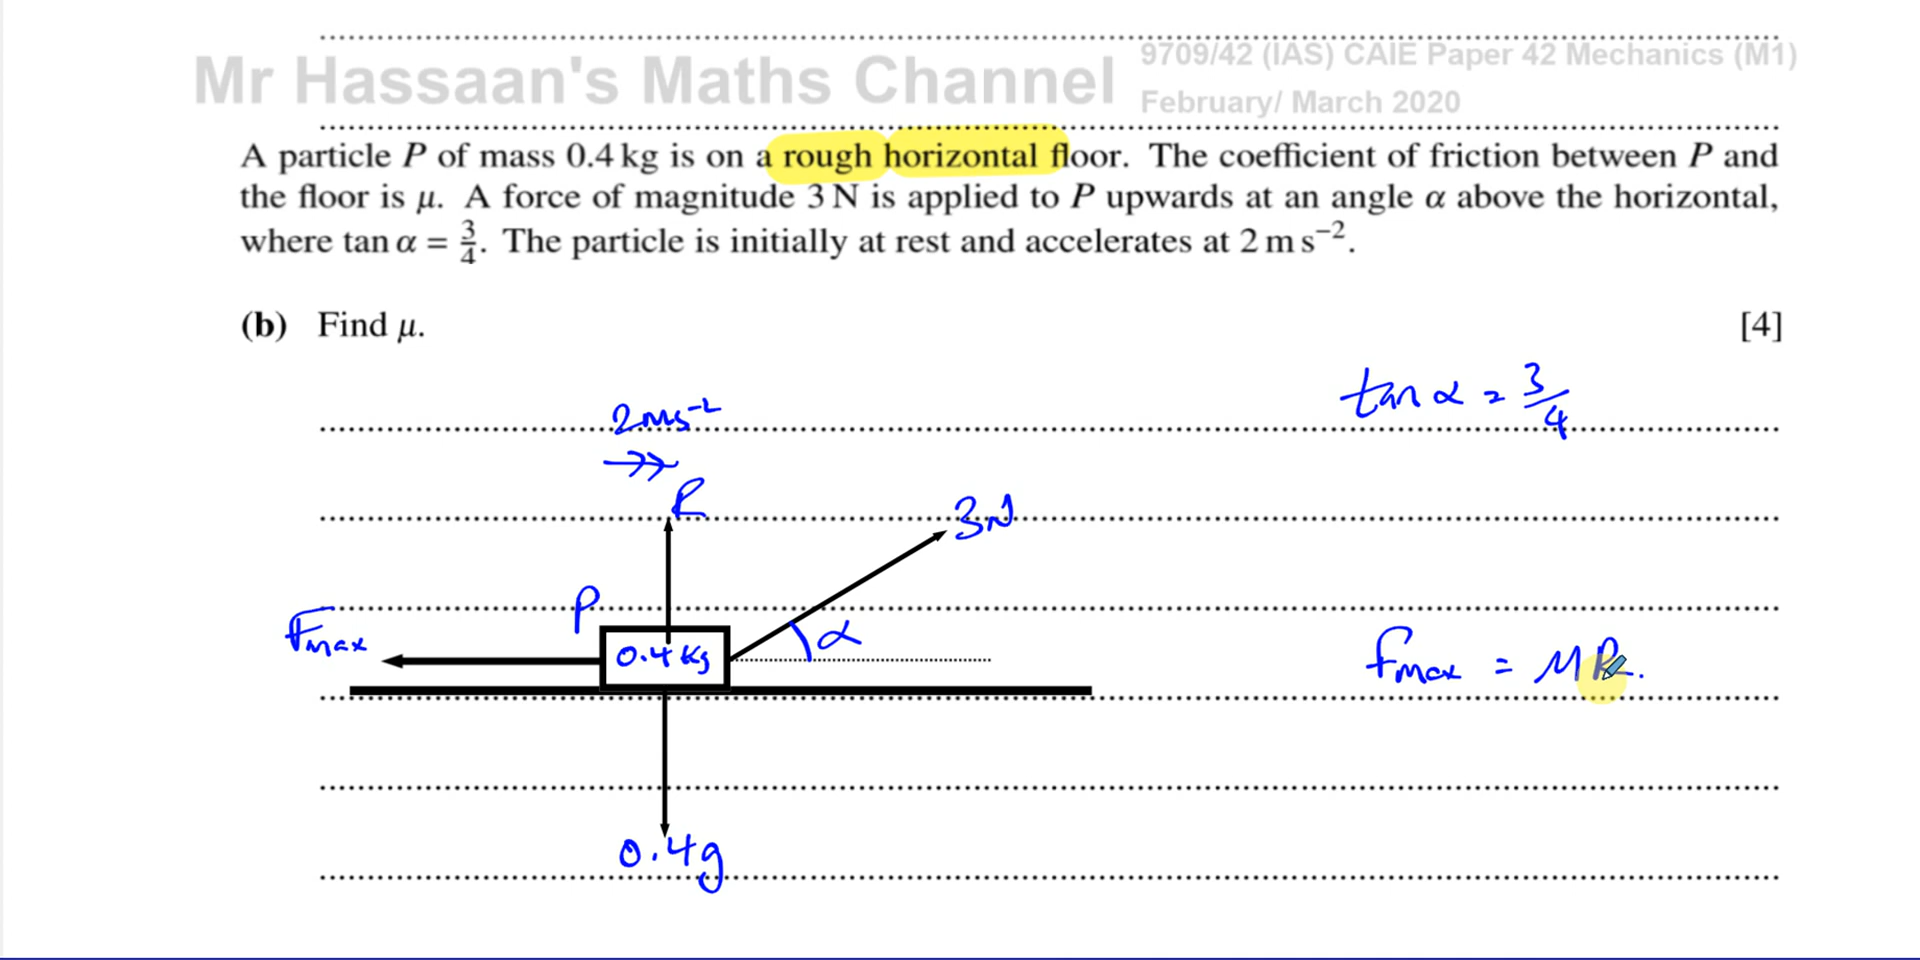 Mr Hassaan's Maths Channel
9709/42 (IAS) CAIE Paper 42 Mechanics (M1)
February/ March 2020
A particle P of mass 0.4 kg is on a rough horizontal floor. The coefficient of friction between P and
the floor is μ. A force of magnitude 3 N is applied to P upwards at an angle α above the horizontal,
where tan α = 3/4. The particle is initially at rest and accelerates at 2 m s⁻².
(b) Find μ. [4]
tan α = 3/4
2ms⁻²
R
3N
P
Fmax
0.4 kg
α
Fmax = μR.
0.4g